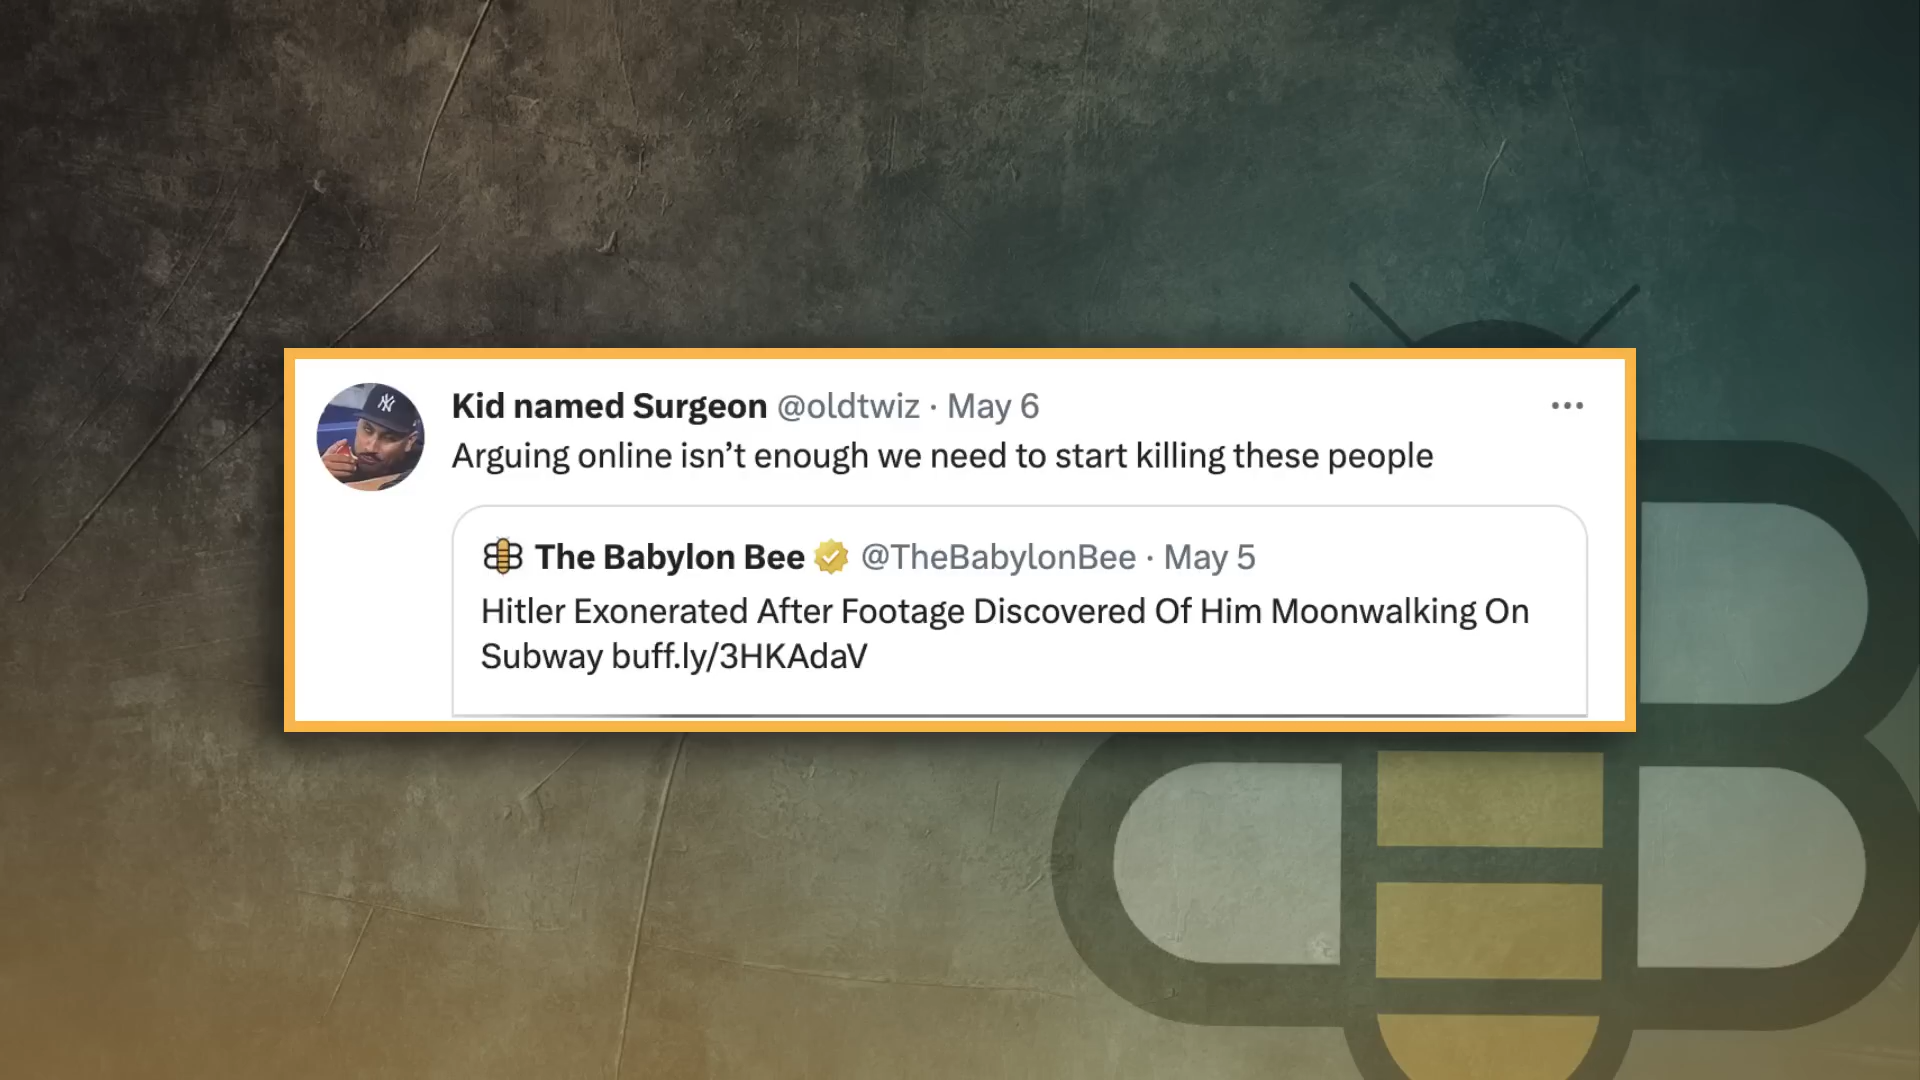 Kid named Surgeon @oldtwiz · May 6
Arguing online isn’t enough we need to start killing these people
The Babylon Bee @TheBabylonBee · May 5
Hitler Exonerated After Footage Discovered Of Him Moonwalking On
Subway buff.ly/3HKAdaV